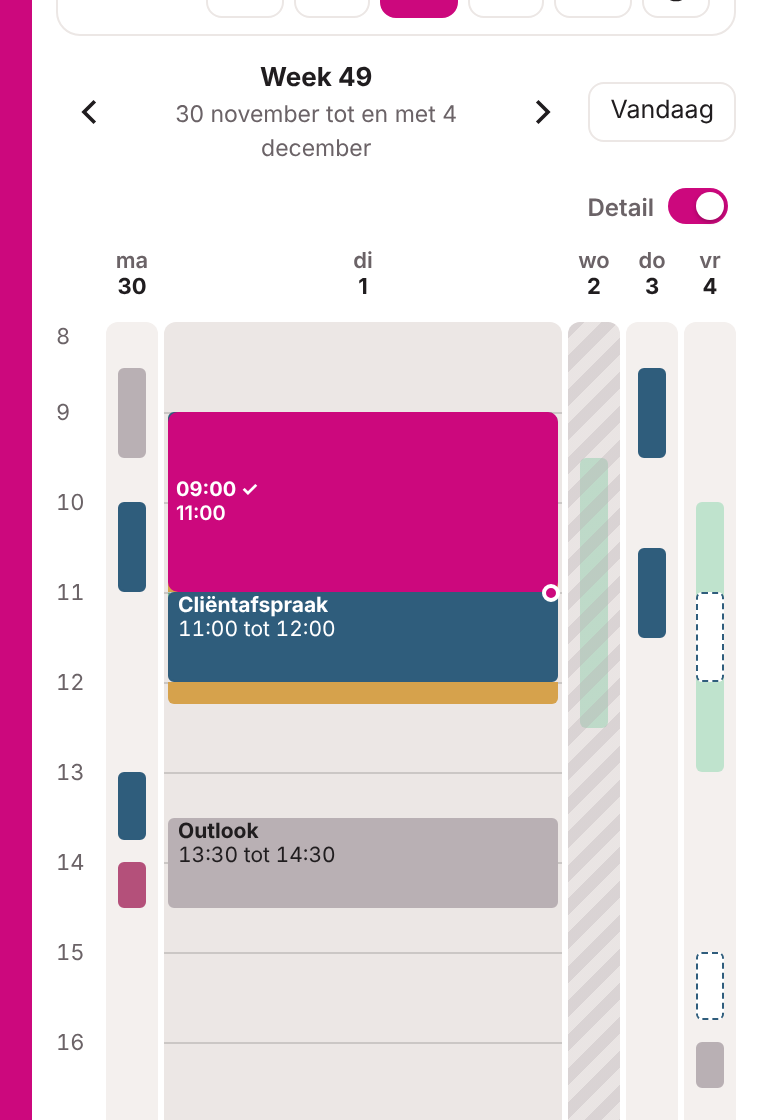 Week 49
30 november tot en met 4
december
Vandaag
Detail
ma di wo do vr
30 1 2 3 4
8
9
09:00
10
11:00
11
Cliëntafspraak
11:00 tot 12:00
12
13
Outlook
13:30 tot 14:30
14
15
16